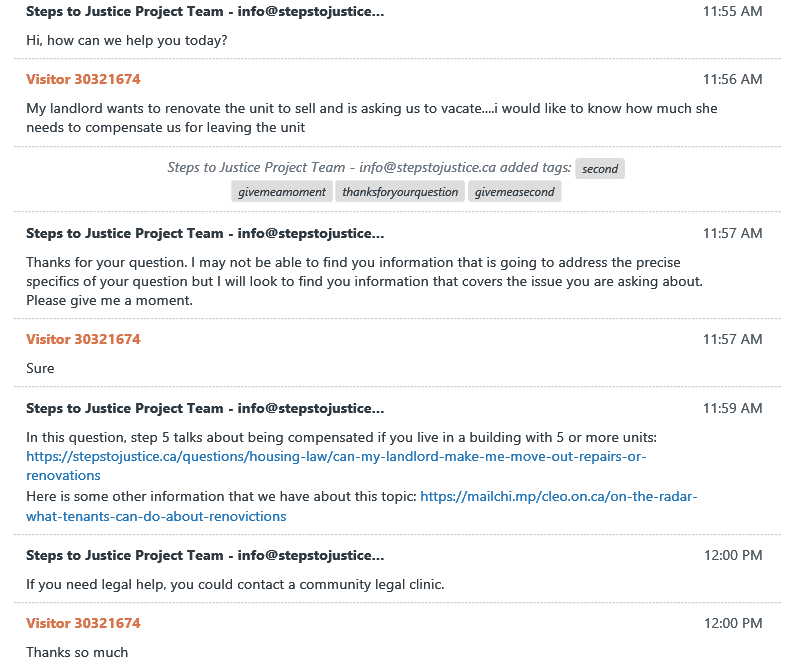 Steps to Justice Project Team - info@stepstojustice... 11:55 AM
Hi, how can we help you today?
Visitor 30321674 11:56 AM
My landlord wants to renovate the unit to sell and is asking us to vacate....i would like to know how much she
needs to compensate us for leaving the unit
Steps to Justice Project Team - info@stepstojustice.ca added tags: second
givemeamoment thanksforyourquestion givemeasecond
Steps to Justice Project Team - info@stepstojustice... 11:57 AM
Thanks for your question. I may not be able to find you information that is going to address the precise
specifics of your question but I will look to find you information that covers the issue you are asking about.
Please give me a moment.
Visitor 30321674 11:57 AM
Sure
Steps to Justice Project Team - info@stepstojustice... 11:59 AM
In this question, step 5 talks about being compensated if you live in a building with 5 or more units:
https://stepstojustice.ca/questions/housing-law/can-my-landlord-make-me-move-out-repairs-or-
renovations
Here is some other information that we have about this topic: https://mailchi.mp/cleo.on.ca/on-the-radar-
what-tenants-can-do-about-renovictions
Steps to Justice Project Team - info@stepstojustice... 12:00 PM
If you need legal help, you could contact a community legal clinic.
Visitor 30321674 12:00 PM
Thanks so much